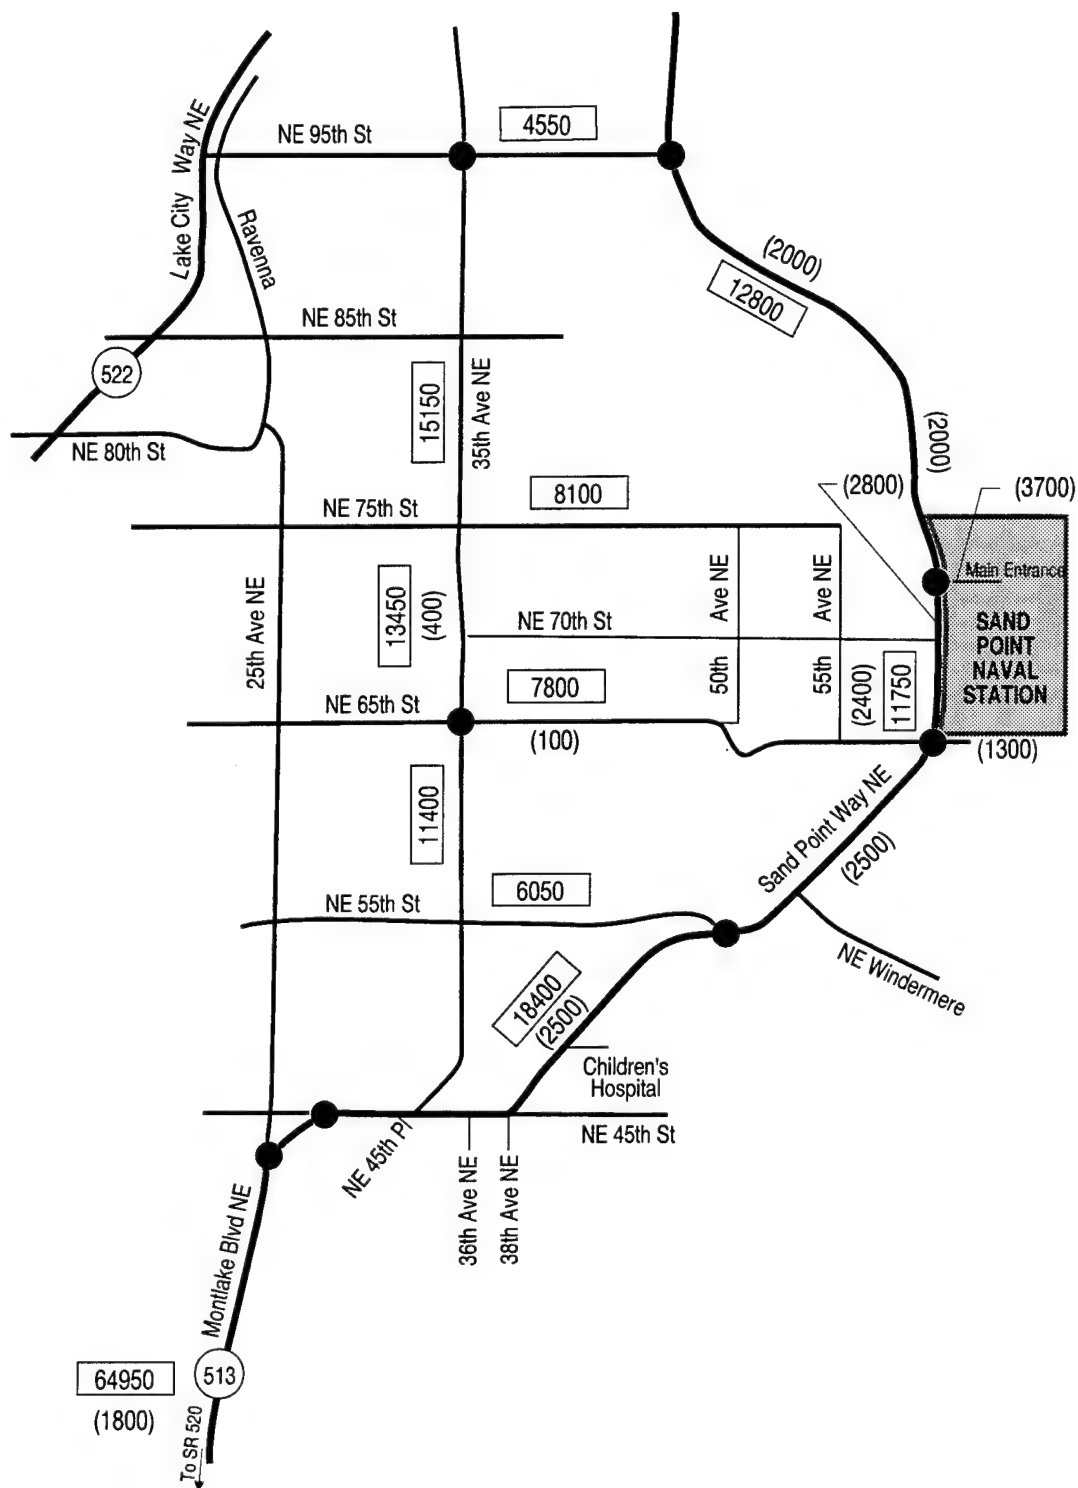 NE 95th St
4550
Lake City Way NE
Ravenna
(2000)
12800
NE 85th St
522
15150
35th Ave NE
(2000)
NE 80th St
8100
(2800)
(3700)
NE 75th St
Main Entrance
25th Ave NE
13450
(400)
NE 70th St
50th Ave NE
55th Ave NE
SAND
POINT
NAVAL
STATION
7800
(2400)
11750
NE 65th St
(100)
(1300)
11400
Sand Point Way NE
(2500)
6050
NE 55th St
NE Windermere
18400
(2500)
Children's
Hospital
NE 45th St
NE 45th Pl
36th Ave NE
38th Ave NE
Montlake Blvd NE
64950
513
(1800)
To SR 520